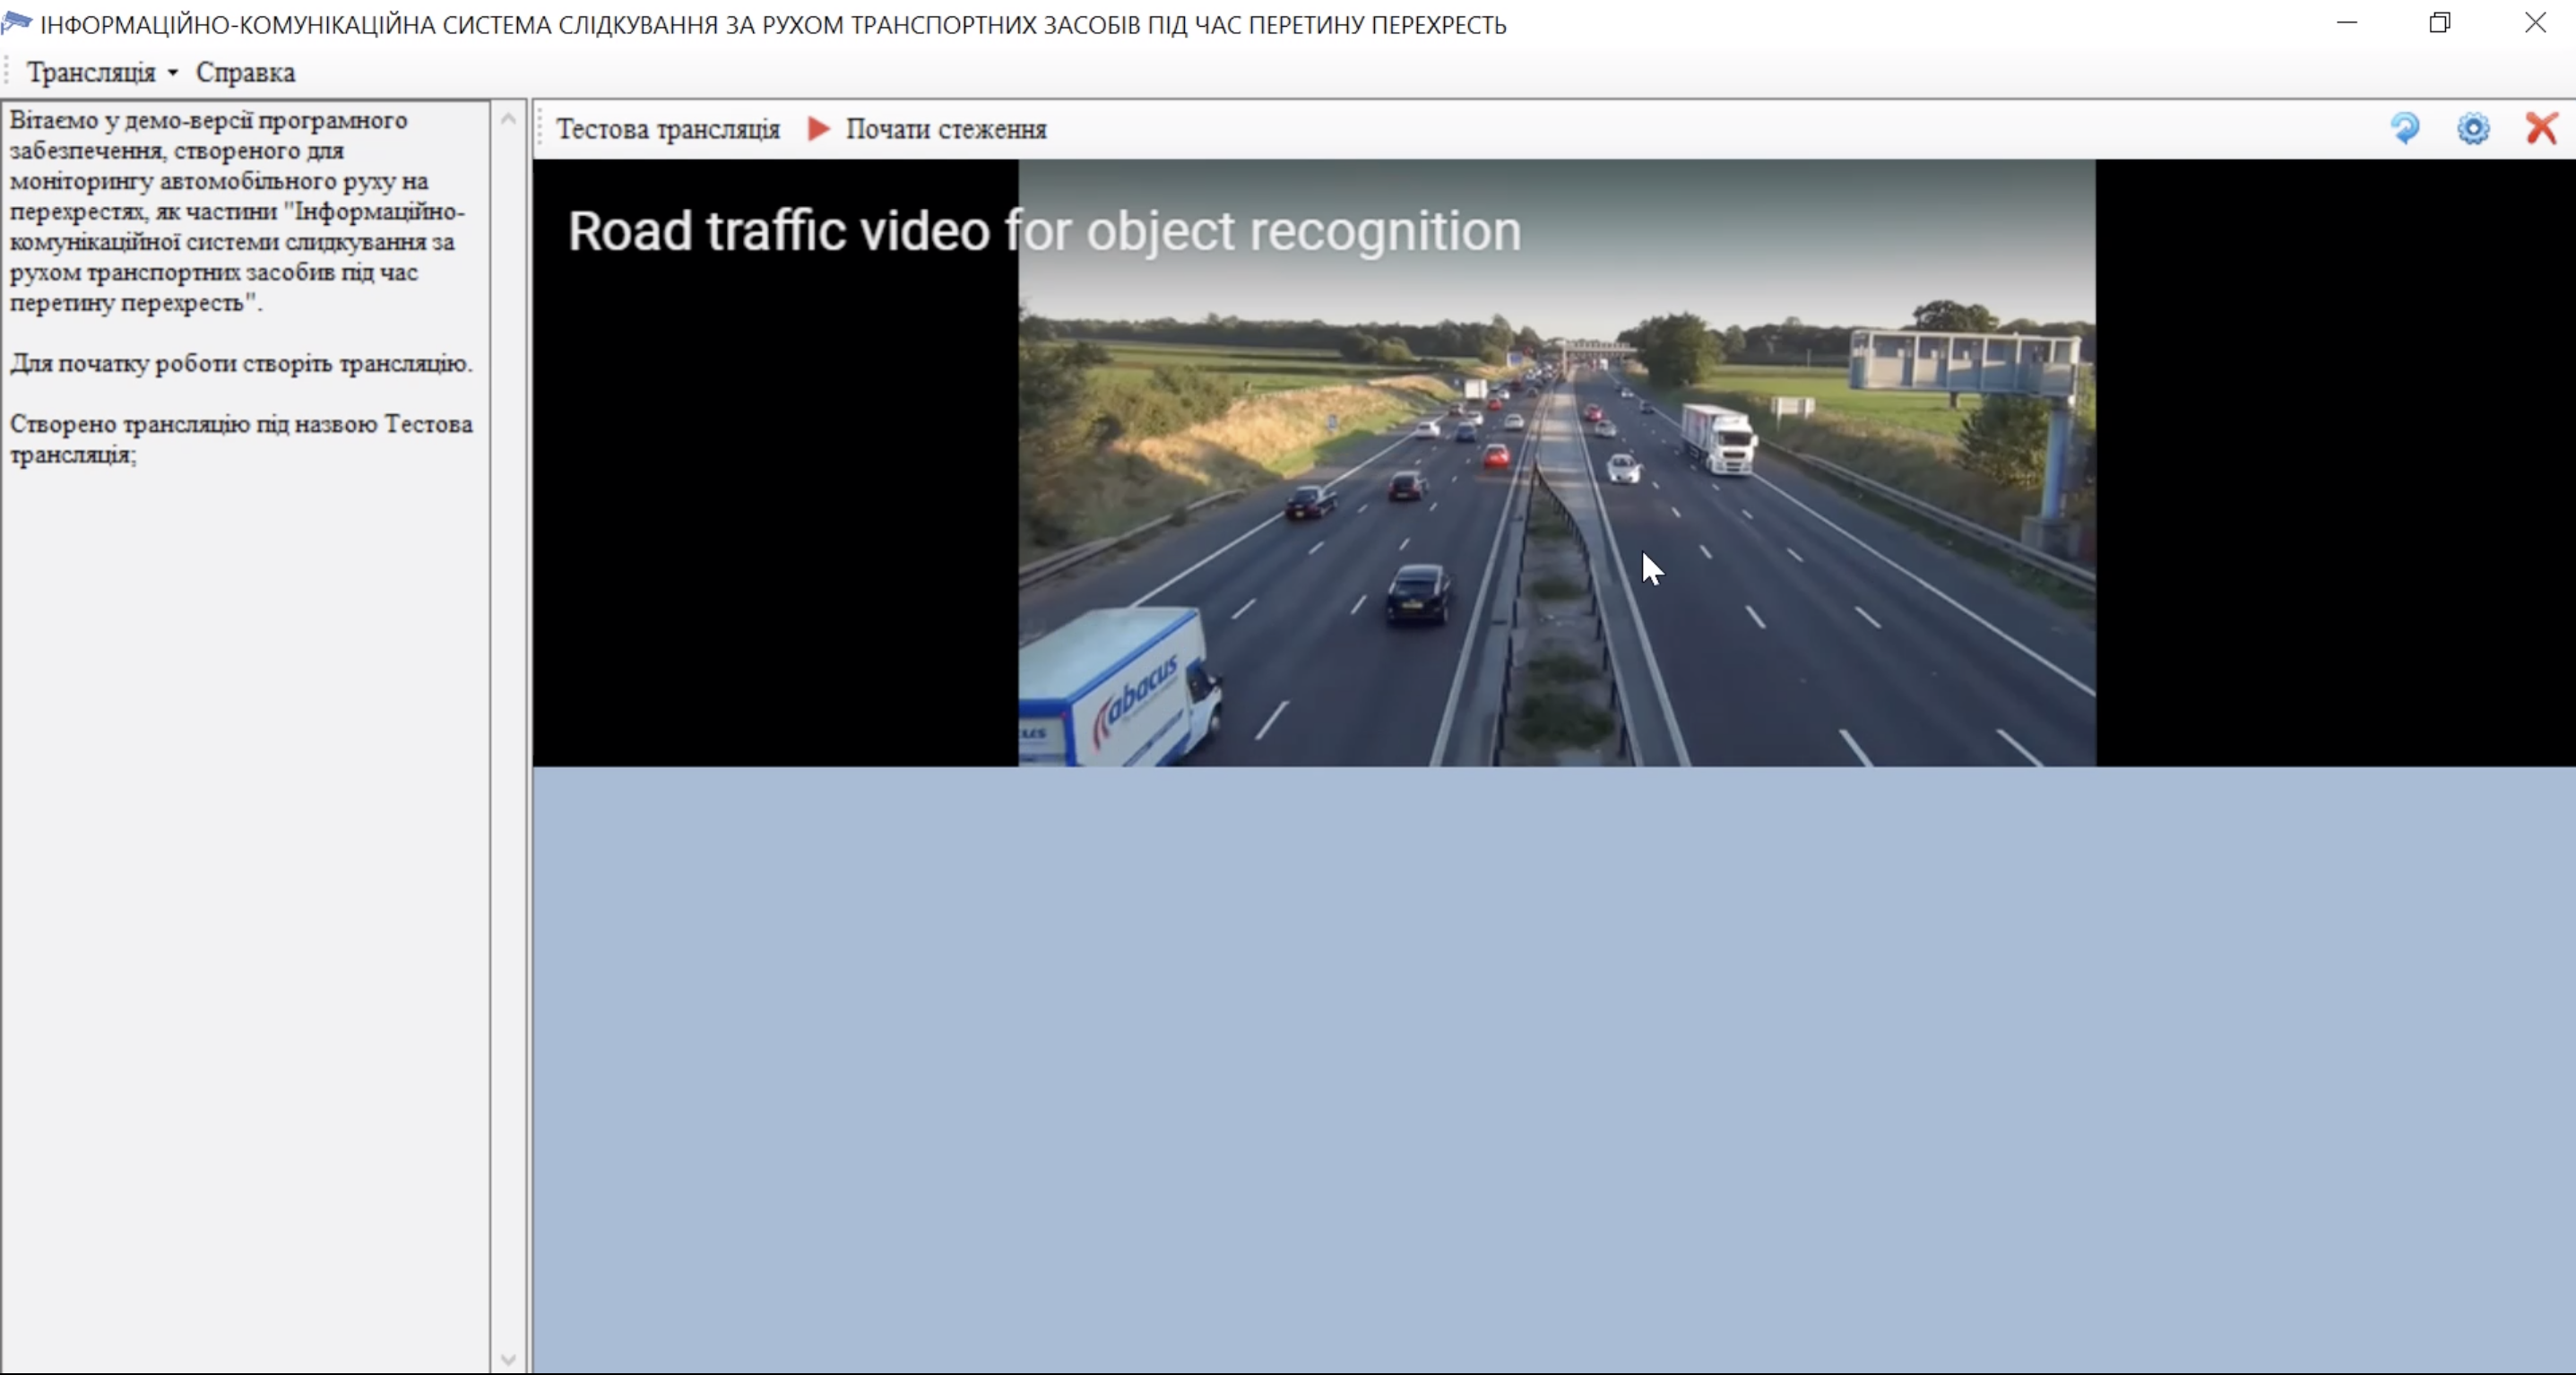 ІНФОРМАЦІЙНО-КОМУНІКАЦІЙНА СИСТЕМА СЛІДКУВАННЯ ЗА РУХОМ ТРАНСПОРТНИХ ЗАСОБІВ ПІД ЧАС ПЕРЕТИНУ ПЕРЕХРЕСТЬ
Трансляція Справка
Вітаємо у демо-версії програмного
забезпечення, створеного для
моніторингу автомобільного руху на
перехрестях, як частини "Інформаційно-
комунікаційної системи слидкування за
рухом транспортних засобив під час
перетину перехресть".
Для початку роботи створіть трансляцію.
Створено трансляцію під назвою Тестова
трансляція;
Тестова трансляція Почати стеження
Road traffic video for object recognition
abacus